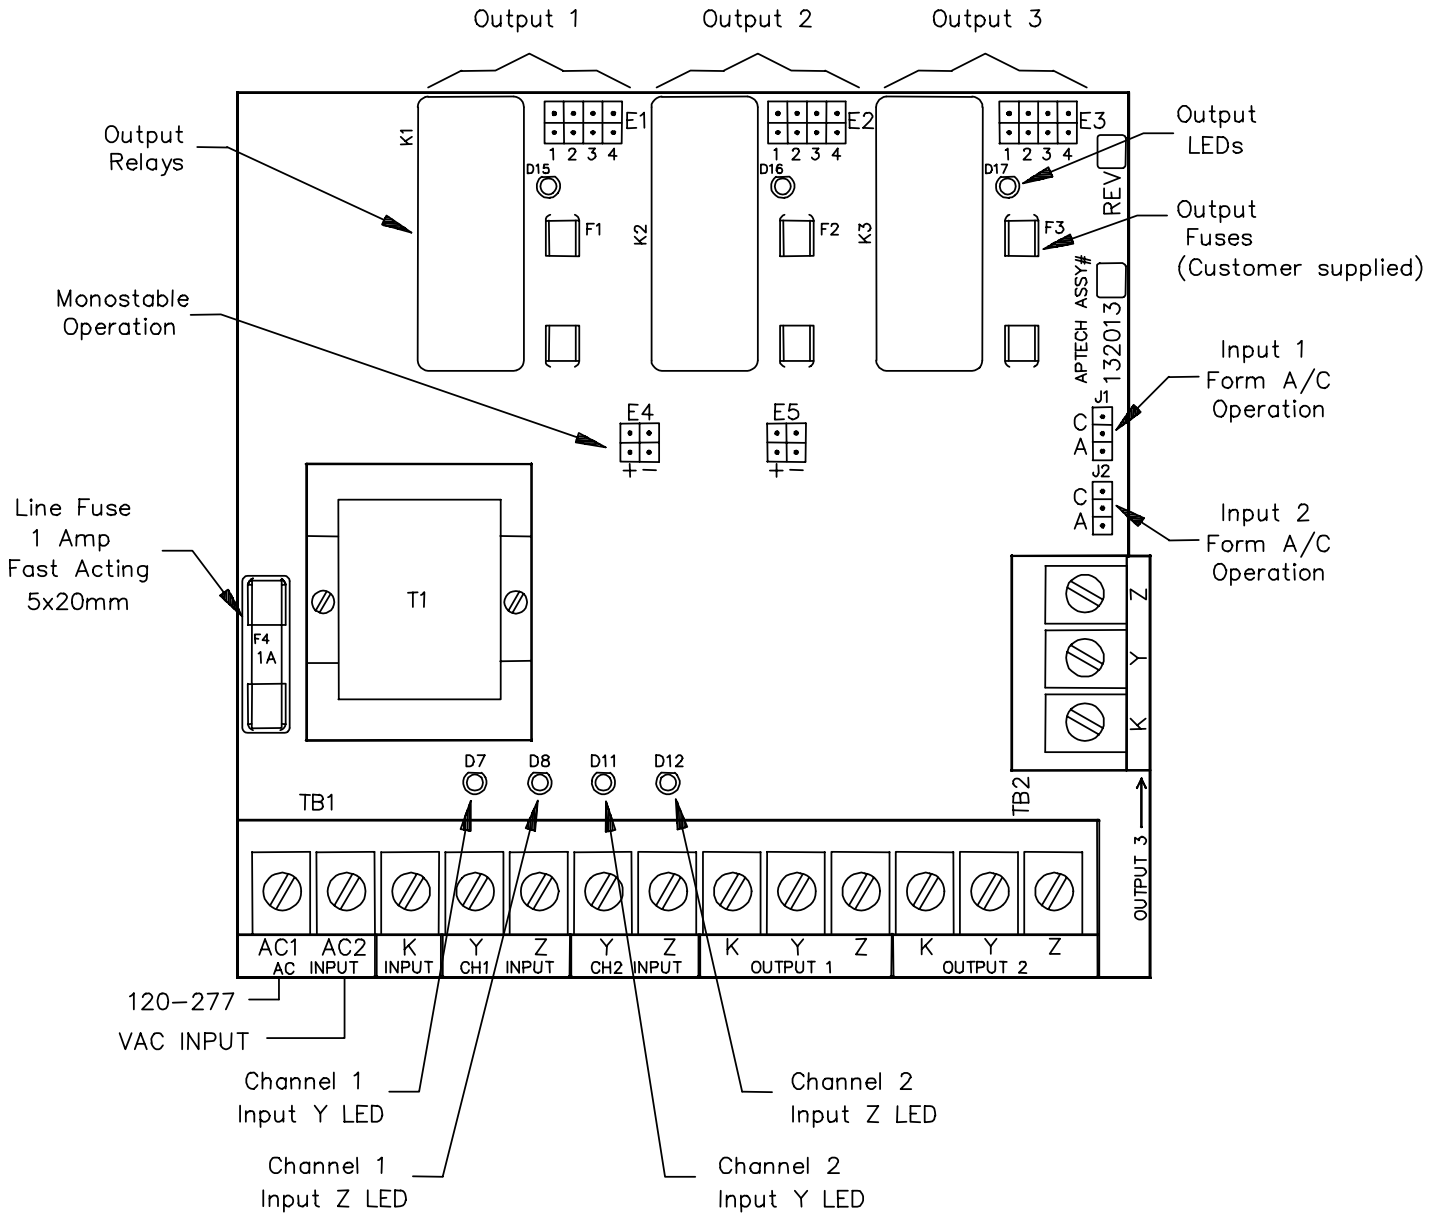 Output 1
Output 2
Output 3
K1
E1
1 2 3 4
D15
F1
K2
E2
1 2 3 4
D16
F2
K3
E3
1 2 3 4
D17
F3
REV
APTECH ASSY#
132013
Output
Relays
Output
LEDs
Output
Fuses
(Customer supplied)
Monostable
Operation
Input 1
Form A/C
Operation
J1
C
A
J2
C
A
Input 2
Form A/C
Operation
E4
+ −
E5
+ −
Line Fuse
1 Amp
Fast Acting
5x20mm
F4
1A
T1
Z
Y
K
TB2
OUTPUT 3
D7
D8
D11
D12
TB1
AC1 AC2 K Y Z Y Z K Y Z K Y Z
AC INPUT INPUT CH1 INPUT CH2 INPUT OUTPUT 1 OUTPUT 2
120−277
VAC INPUT
Channel 1
Input Y LED
Channel 2
Input Z LED
Channel 1
Input Z LED
Channel 2
Input Y LED